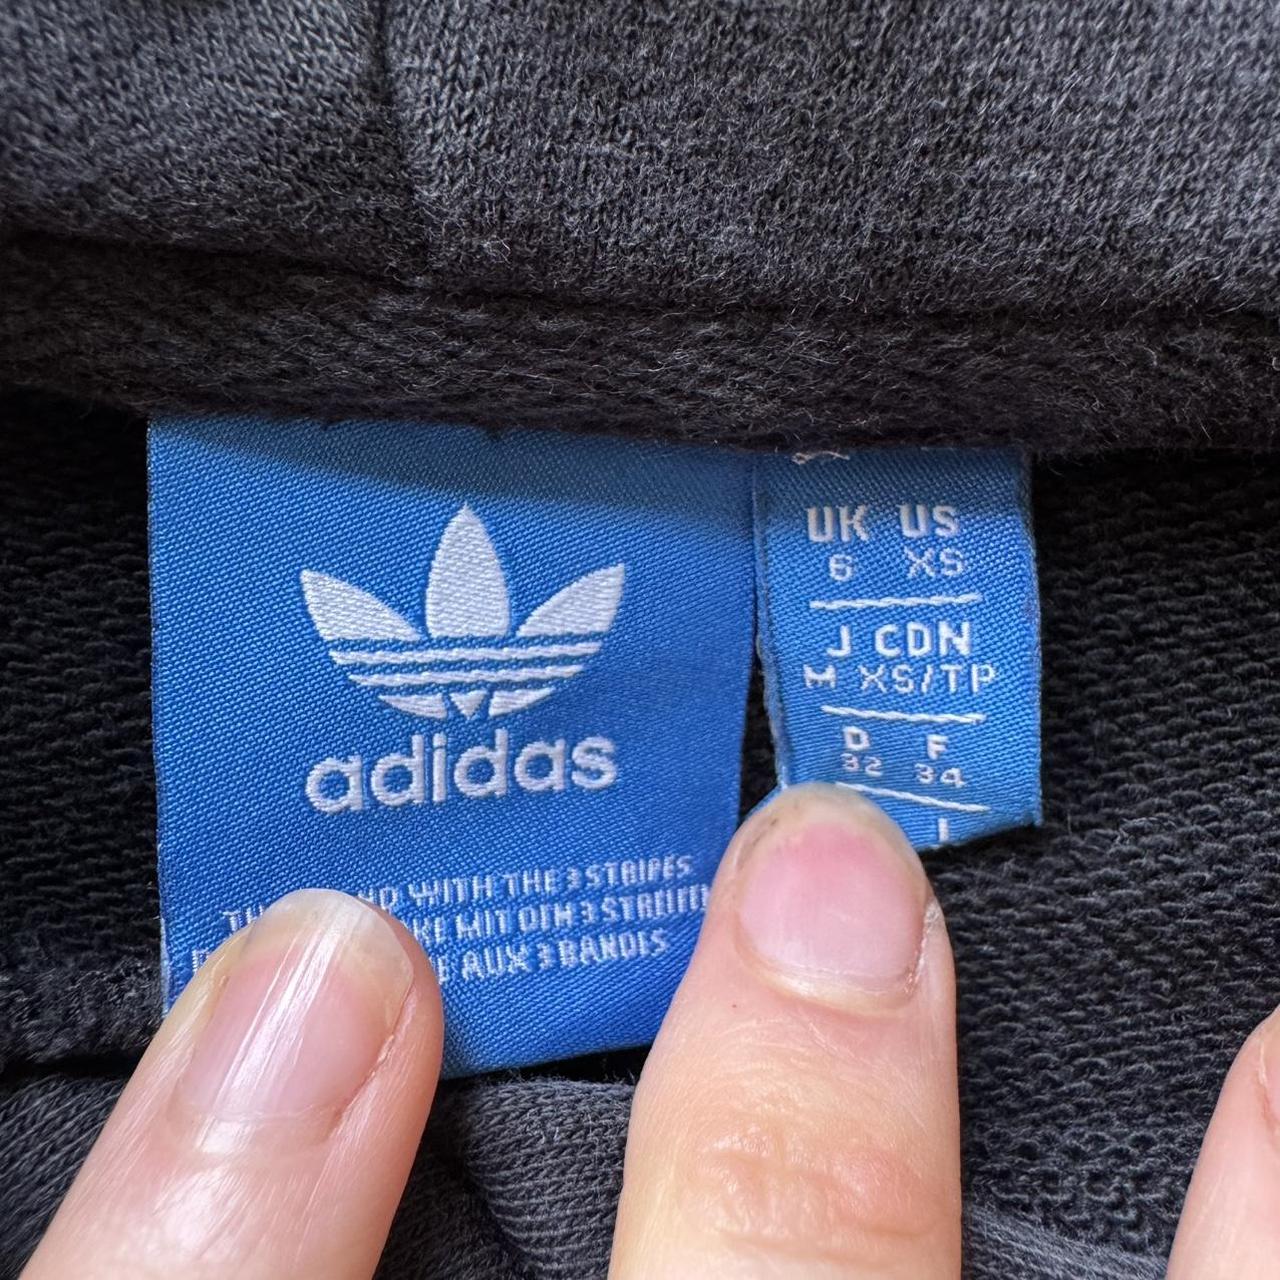 adidas
WITH THE 3 STRIPES
MIT DEN 3 STREIFEN
AUX 3 BANDES
UK US
6 XS
J CDN
M XS/TP
D F
32 34
I